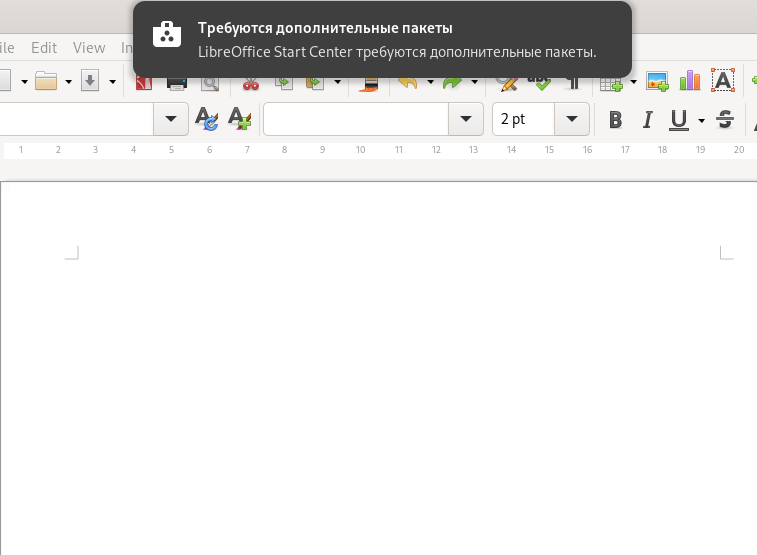 Требуются дополнительные пакеты
LibreOffice Start Center требуются дополнительные пакеты.
ile Edit View In
A
abc ¶ A
2 pt B I U S
1 2 3 4 5 6 7 8 9 10 11 12 13 14 15 16 17 18 19 20